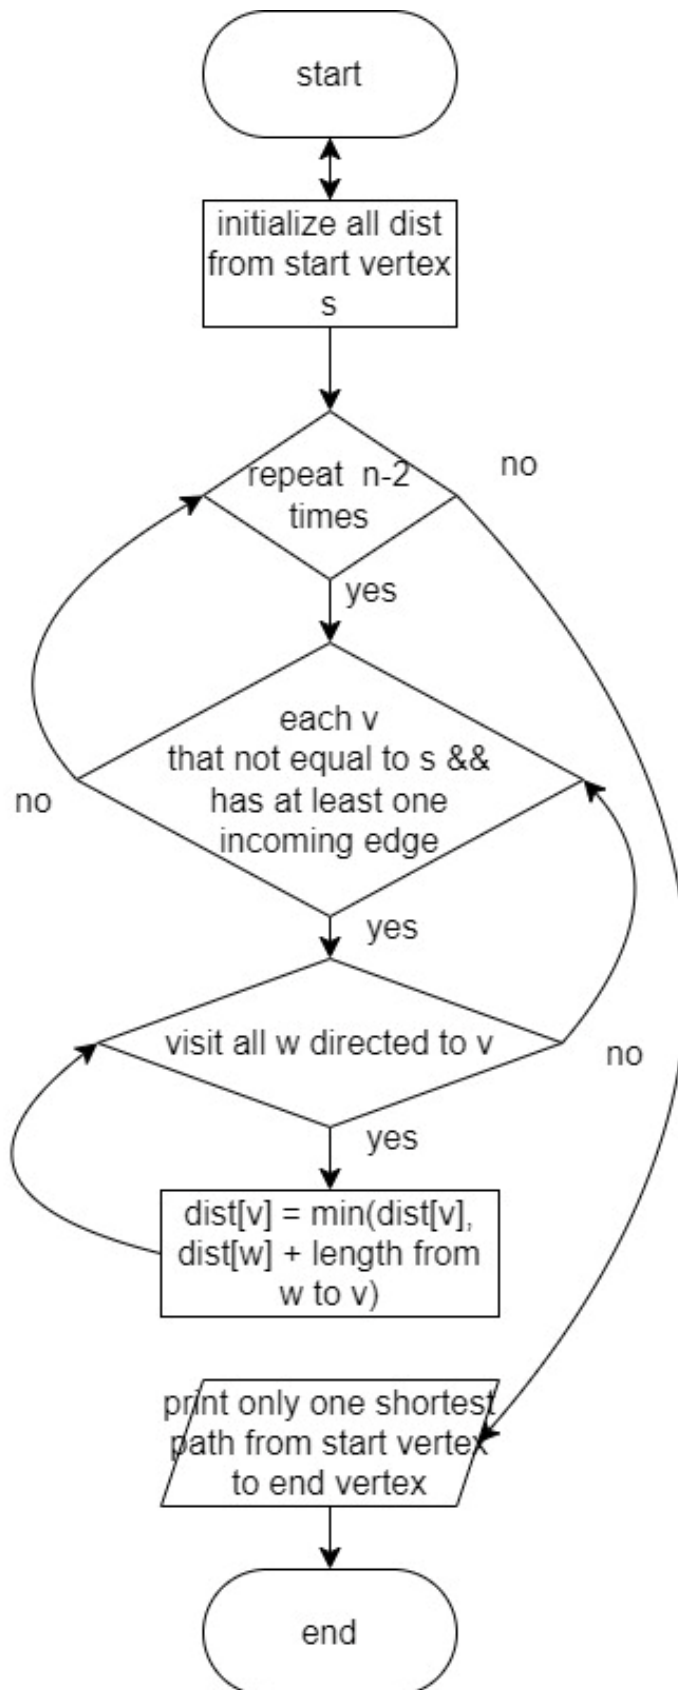 start
initialize all dist
from start vertex
s
repeat n-2
times
no
yes
each v
that not equal to s &&
has at least one
incoming edge
no
yes
visit all w directed to v
no
yes
dist[v] = min(dist[v],
dist[w] + length from
w to v)
print only one shortest
path from start vertex
to end vertex
end